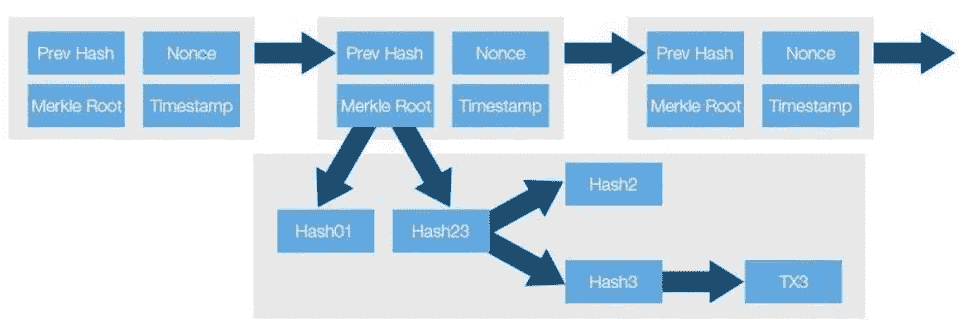 Prev Hash Nonce Prev Hash Nonce Prev Hash Nonce
Merkle Root Timestamp Merkle Root Timestamp Merkle Root Timestamp
Hash2
Hash01 Hash23
Hash3 TX3